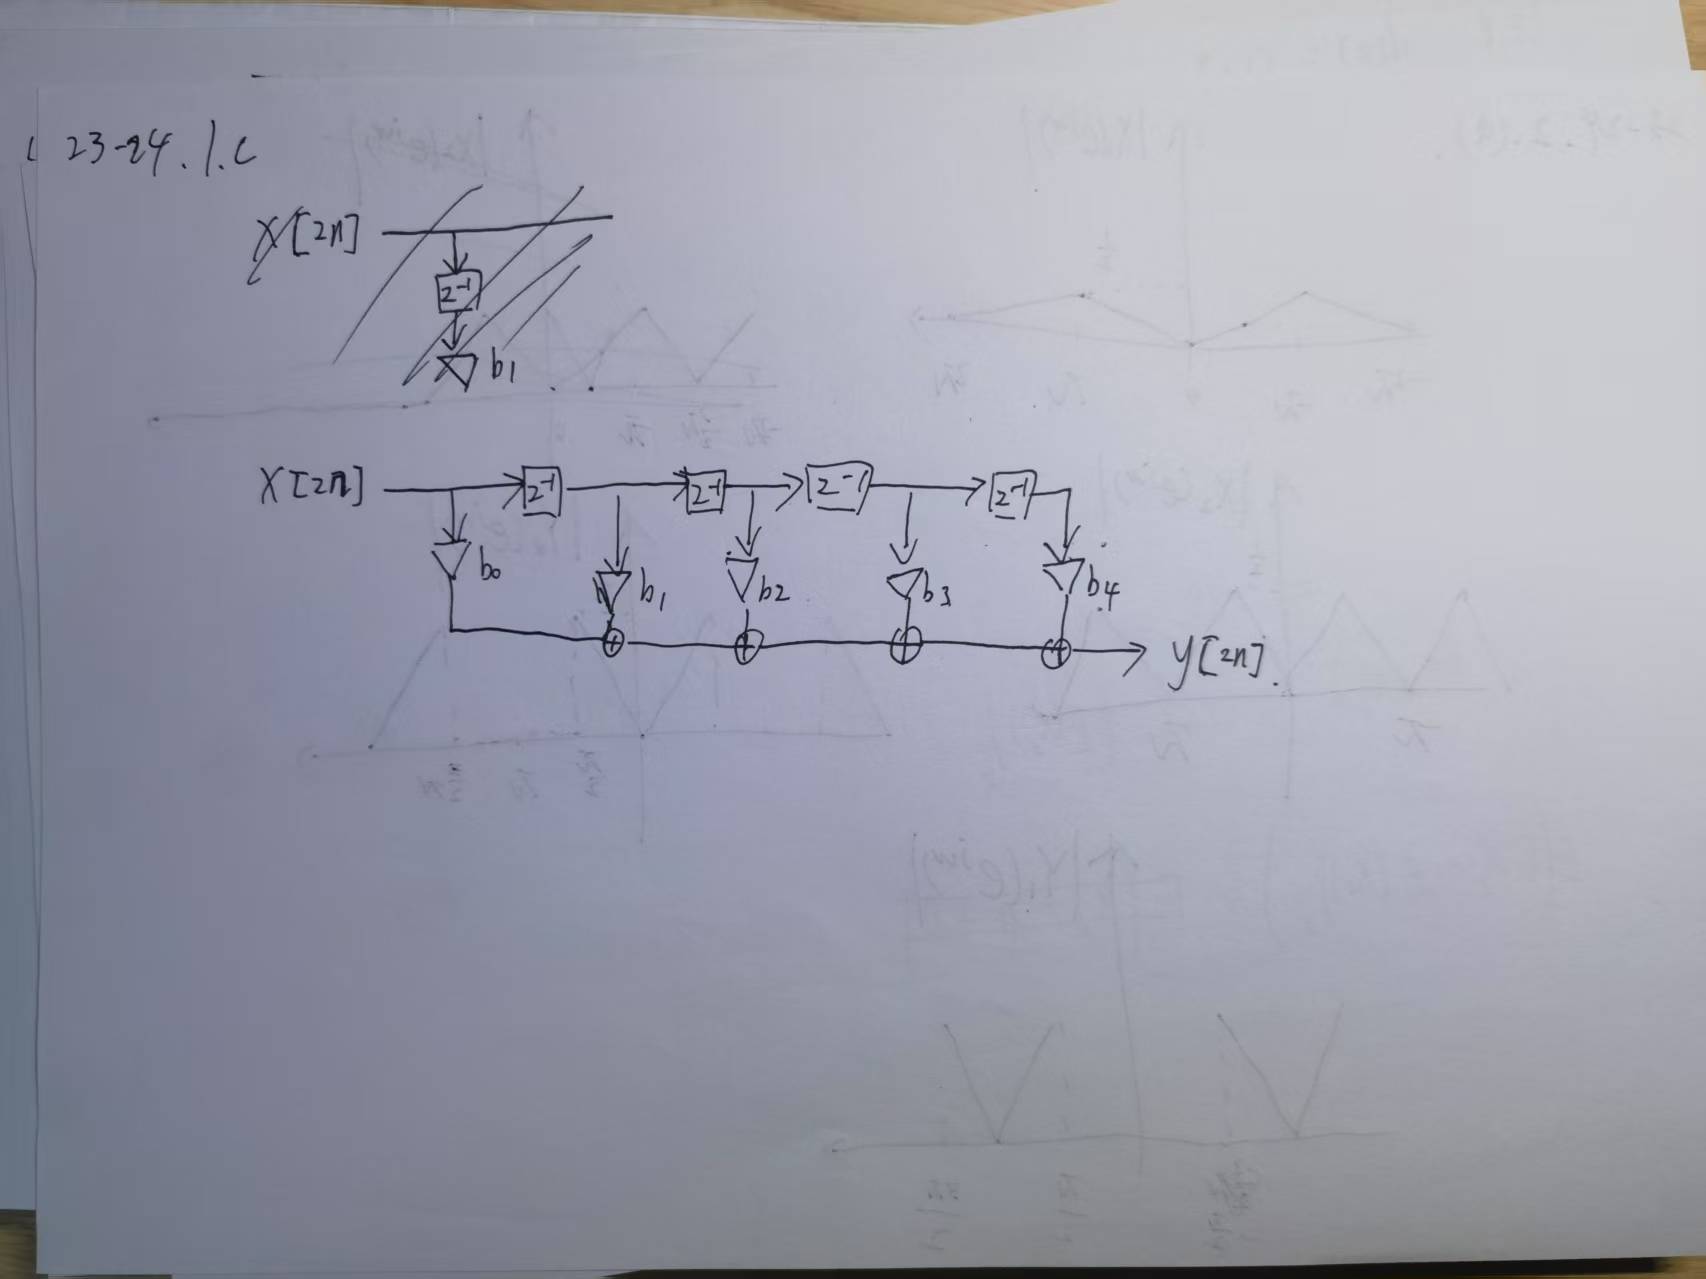 23-24. 1. c
X[2n]
z⁻¹
b₁
X[2n] z⁻¹ z⁻¹ z⁻¹ z⁻¹
b₀ b₁ b₂ b₃ b₄
+ + + + y[2n].